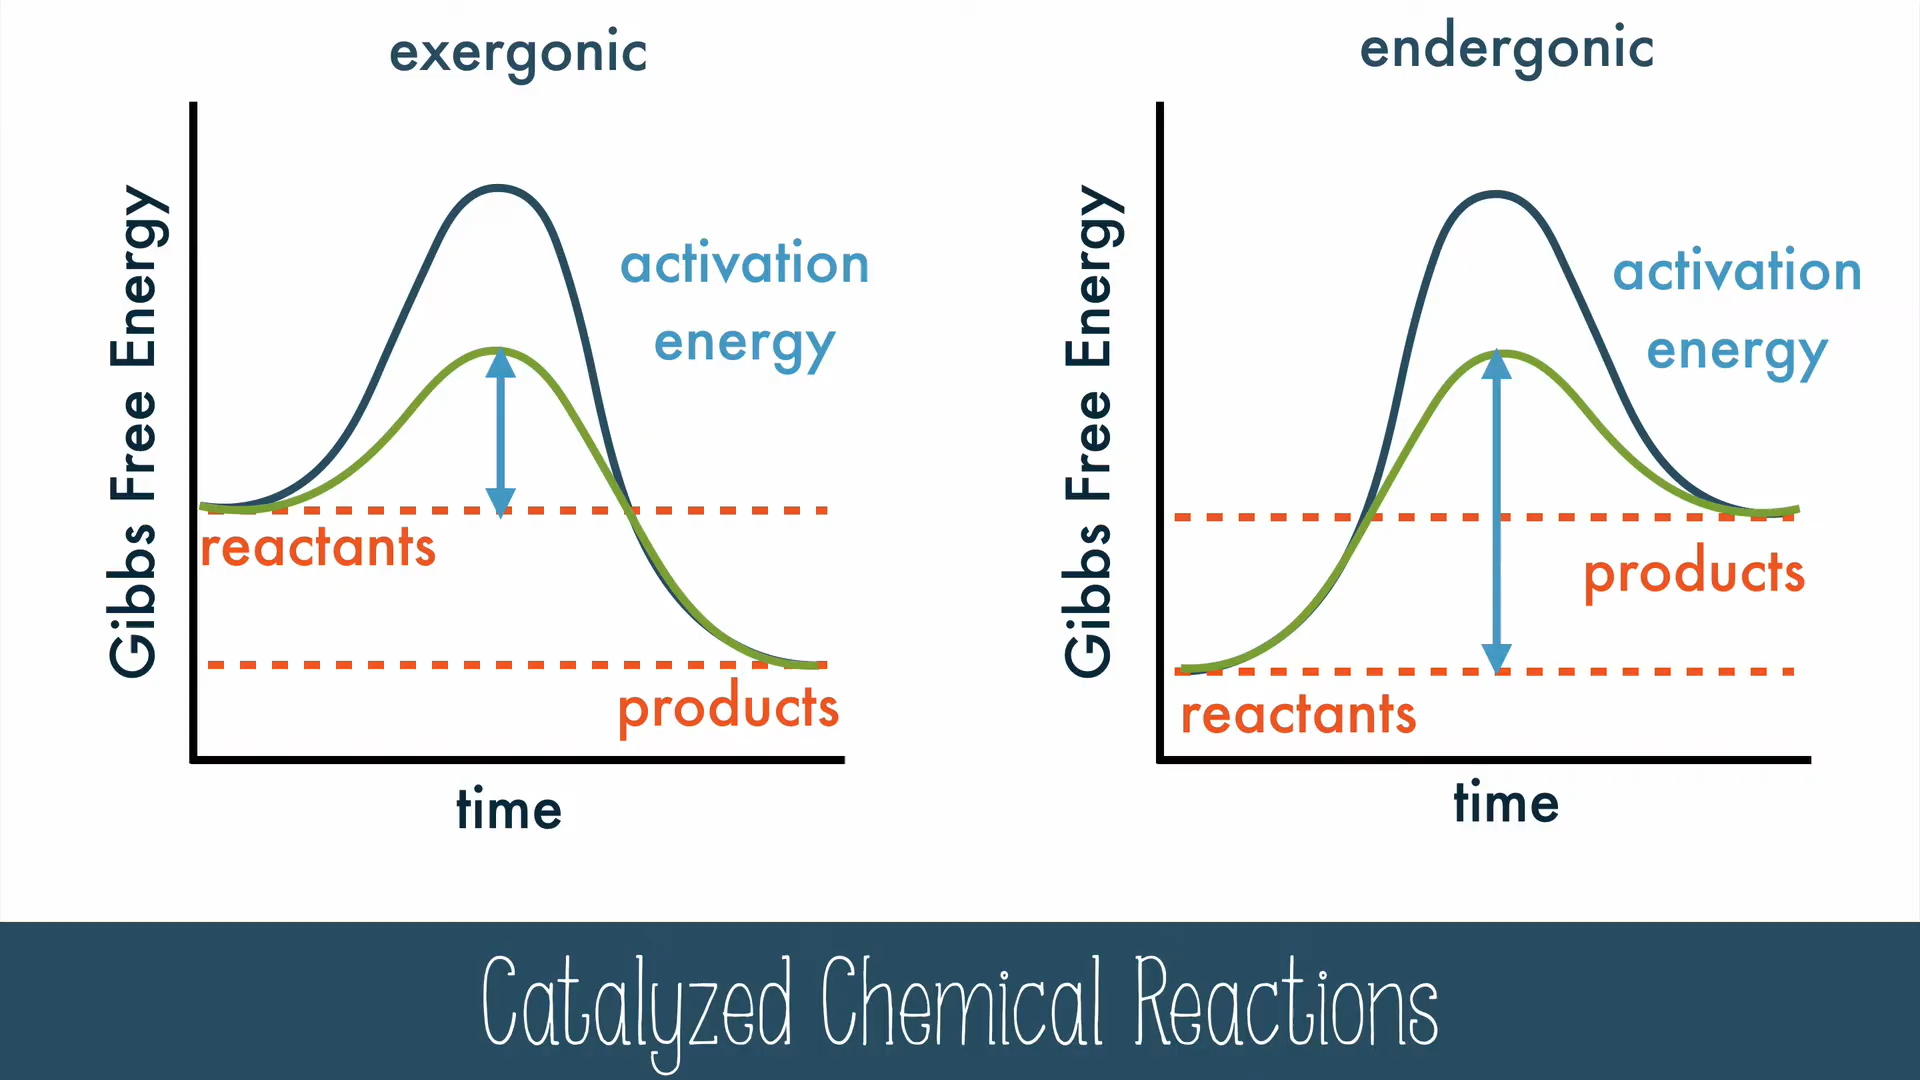 exergonic
Gibbs Free Energy
activation
energy
reactants
products
time
endergonic
Gibbs Free Energy
activation
energy
products
reactants
time
Catalyzed Chemical Reactions